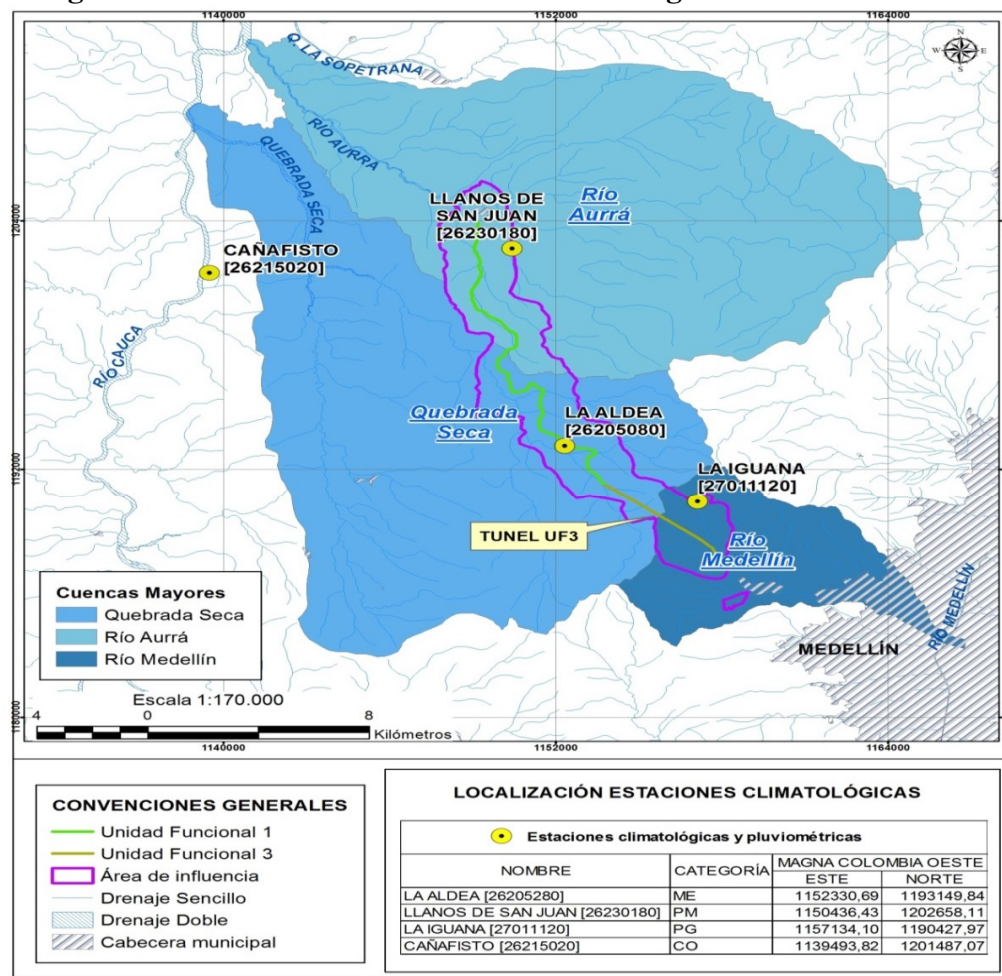 1140000 1152000 1164000
Q. LA SOPETRANA
N
W E
S
RÍO AURRA
QUEBRADA SECA
LLANOS DE
SAN JUAN
[26230180]
Río
Aurrá
1204000 1204000
CAÑAFISTO
[26215020]
RÍO CAUCA
Quebrada
Seca
LA ALDEA
[26205080]
1192000 1192000
LA IGUANA
[27011120]
TUNEL UF3
Río
Medellín
RÍO MEDELLÍN
MEDELLÍN
Cuencas Mayores
Quebrada Seca
Río Aurrá
Río Medellín
Escala 1:170.000
4 0 8
Kilómetros
1180000 1180000
1140000 1152000 1164000
CONVENCIONES GENERALES
Unidad Funcional 1
Unidad Funcional 3
Área de influencia
Drenaje Sencillo
Drenaje Doble
Cabecera municipal
LOCALIZACIÓN ESTACIONES CLIMATOLÓGICAS
Estaciones climatológicas y pluviométricas
NOMBRE CATEGORÍA MAGNA COLOMBIA OESTE
ESTE NORTE
LA ALDEA [26205280] ME 1152330,69 1193149,84
LLANOS DE SAN JUAN [26230180] PM 1150436,43 1202658,11
LA IGUANA [27011120] PG 1157134,10 1190427,97
CAÑAFISTO [26215020] CO 1139493,82 1201487,07